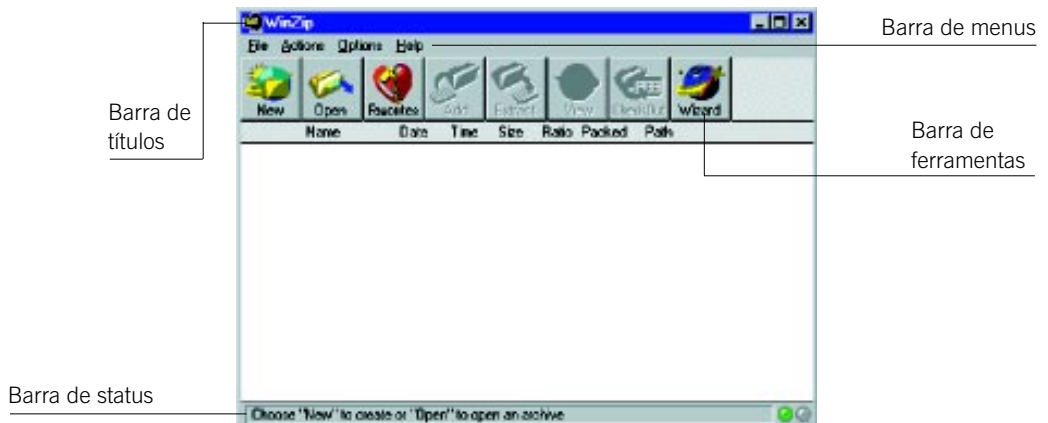 WinZip
Barra de menus
File Actions Options Help
New Open Favorites Add Extract View CheckOut Wizard
Barra de
títulos
Name Date Time Size Ratio Packed Path
Barra de
ferramentas
Barra de status
Choose "New" to create or "Open" to open an archive